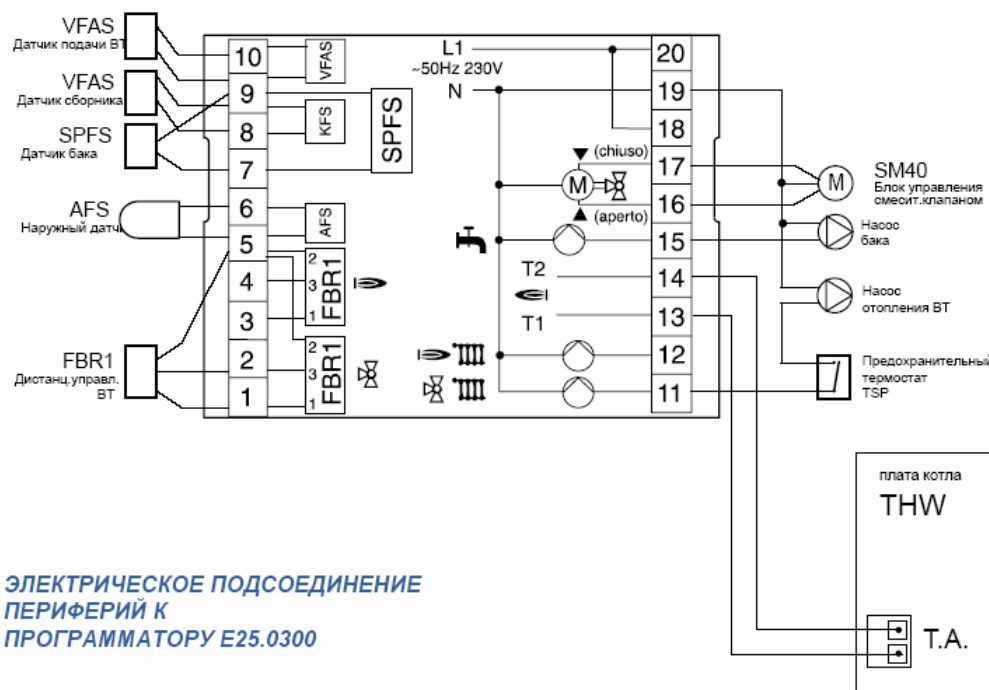 VFAS
Датчик подачи ВТ
VFAS
Датчик сборника
SPFS
Датчик бака
AFS
Наружный датчи
FBR1
Дистанц.управл.
ВТ
10
9
8
7
6
5
4
3
2
1
VFAS
KFS
SPFS
AFS
2
3
1
FBR1
2
3
1
FBR1
L1
~50Hz 230V
N
(chiuso)
M
(aperto)
T2
T1
20
19
18
17
16
15
14
13
12
11
M
SM40
Блок управления
смесит.клапаном
Насос
бака
Насос
отопления ВТ
Предохранительный
термостат
TSP
плата котла
THW
T.A.
ЭЛЕКТРИЧЕСКОЕ ПОДСОЕДИНЕНИЕ
ПЕРИФЕРИЙ К
ПРОГРАММАТОРУ E25.0300